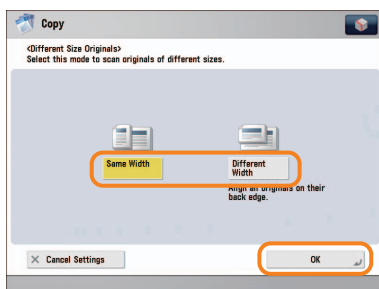 Copy
<Different Size Originals>
Select this mode to scan originals of different sizes.
Same Width
Different
Width
Align all originals on their
back edge.
Cancel Settings
OK